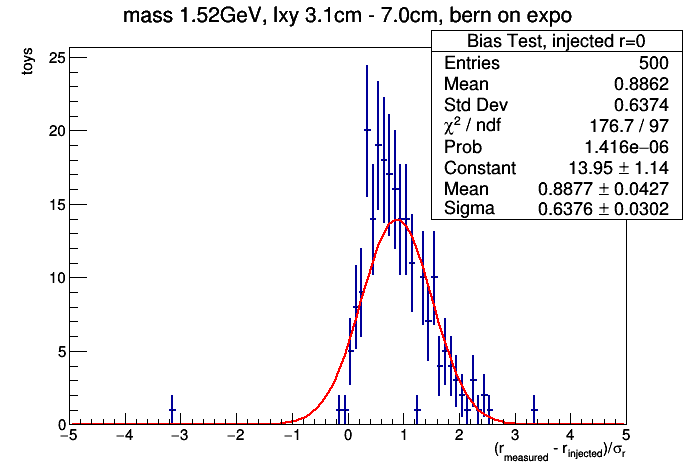 mass 1.52GeV, lxy 3.1cm - 7.0cm, bern on expo
Bias Test, injected r=0
Entries 500
Mean 0.8862
Std Dev 0.6374
χ² / ndf 176.7 / 97
Prob 1.416e−06
Constant 13.95 ± 1.14
Mean 0.8877 ± 0.0427
Sigma 0.6376 ± 0.0302
toys
25
20
15
10
5
0
−5 −4 −3 −2 −1 0 1 2 3 4 5
(r_measured - r_injected)/σ_r